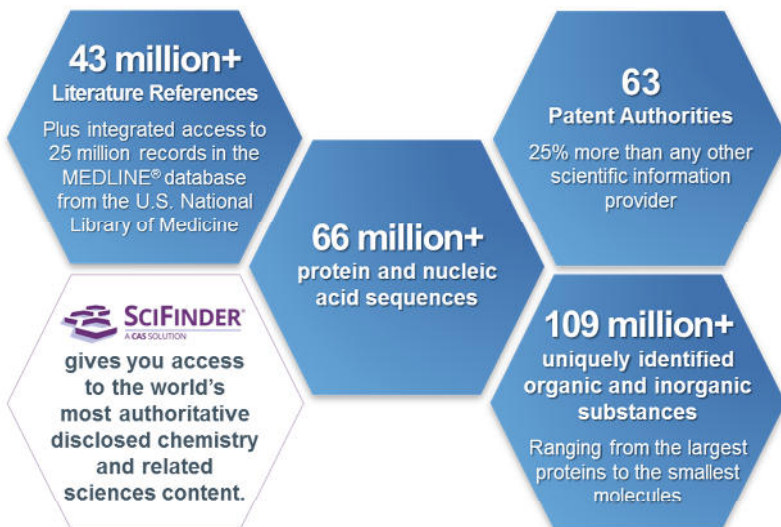 43 million+
Literature References
Plus integrated access to
25 million records in the
MEDLINE® database
from the U.S. National
Library of Medicine
63
Patent Authorities
25% more than any other
scientific information
provider
66 million+
protein and nucleic
acid sequences
SCIFINDER®
A CAS SOLUTION
gives you access
to the world's
most authoritative
disclosed chemistry
and related
sciences content.
109 million+
uniquely identified
organic and inorganic
substances
Ranging from the largest
proteins to the smallest
molecules